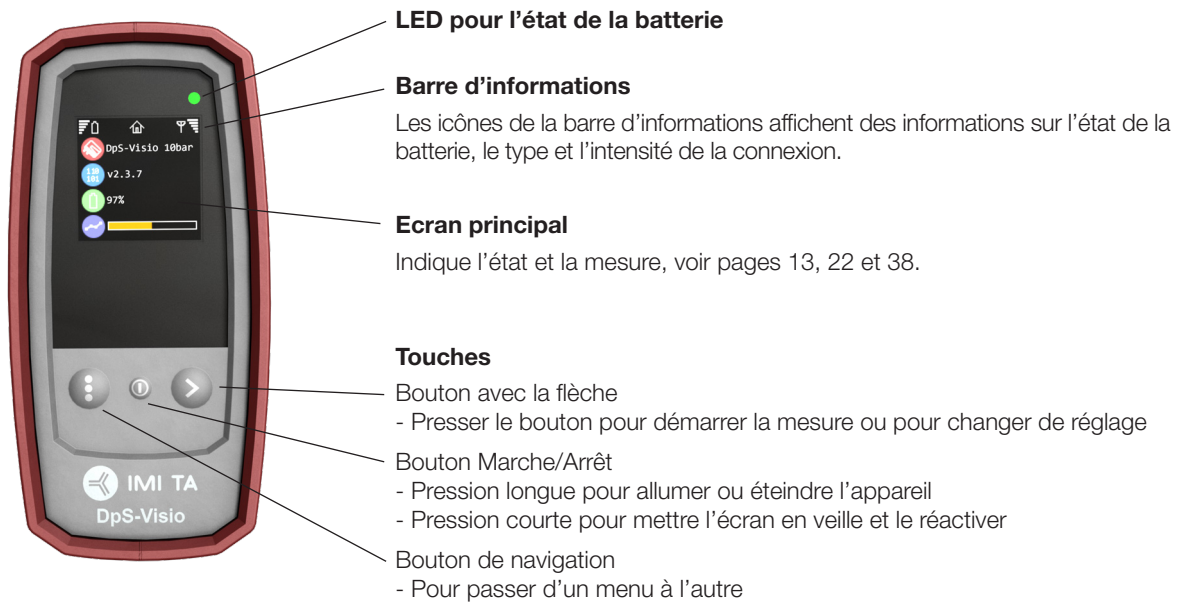 LED pour l’état de la batterie
Barre d’informations
Les icônes de la barre d’informations affichent des informations sur l’état de la
batterie, le type et l’intensité de la connexion.
DpS-Visio 10bar
110
101
v2.3.7
97%
Ecran principal
Indique l’état et la mesure, voir pages 13, 22 et 38.
Touches
Bouton avec la flèche
- Presser le bouton pour démarrer la mesure ou pour changer de réglage
Bouton Marche/Arrêt
- Pression longue pour allumer ou éteindre l’appareil
- Pression courte pour mettre l’écran en veille et le réactiver
Bouton de navigation
- Pour passer d’un menu à l’autre
IMI TA
DpS-Visio